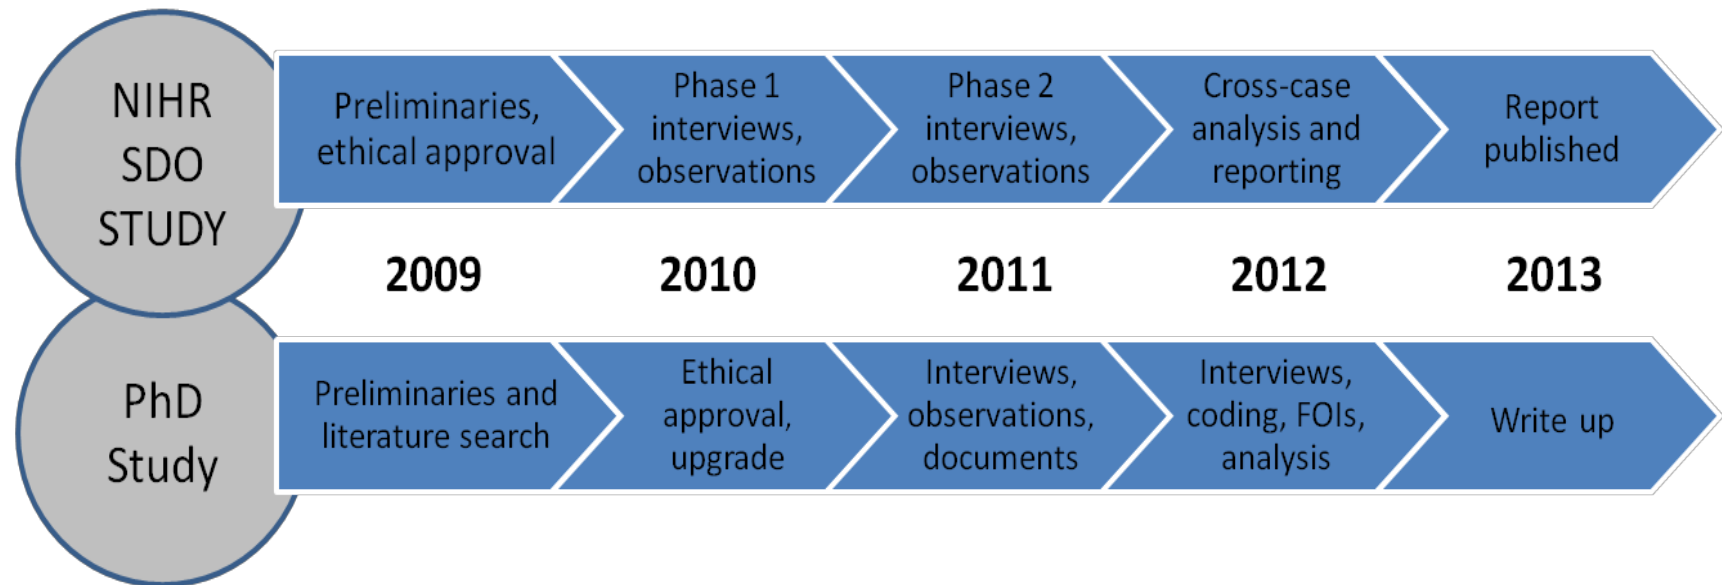 NIHR
SDO
STUDY
Preliminaries,
ethical approval
Phase 1
interviews,
observations
Phase 2
interviews,
observations
Cross-case
analysis and
reporting
Report
published
2009
2010
2011
2012
2013
PhD
Study
Preliminaries and
literature search
Ethical
approval,
upgrade
Interviews,
observations,
documents
Interviews,
coding, FOIs,
analysis
Write up